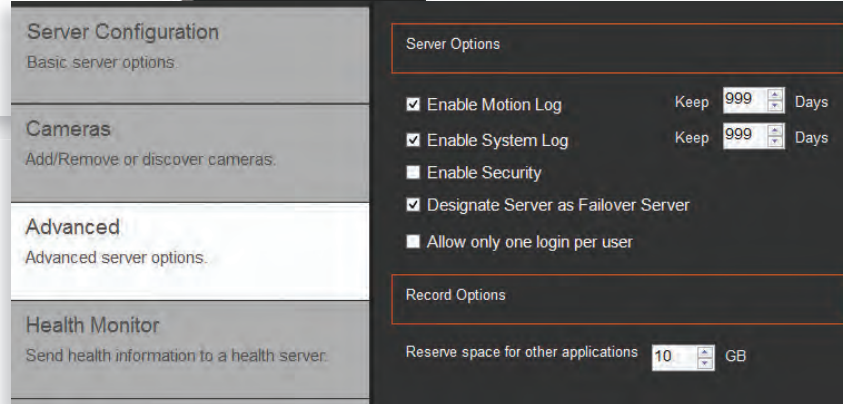 Server Configuration
Basic server options.
Cameras
Add/Remove or discover cameras.
Advanced
Advanced server options.
Health Monitor
Send health information to a health server.
Server Options
Enable Motion Log Keep 999 Days
Enable System Log Keep 999 Days
Enable Security
Designate Server as Failover Server
Allow only one login per user
Record Options
Reserve space for other applications 10 GB